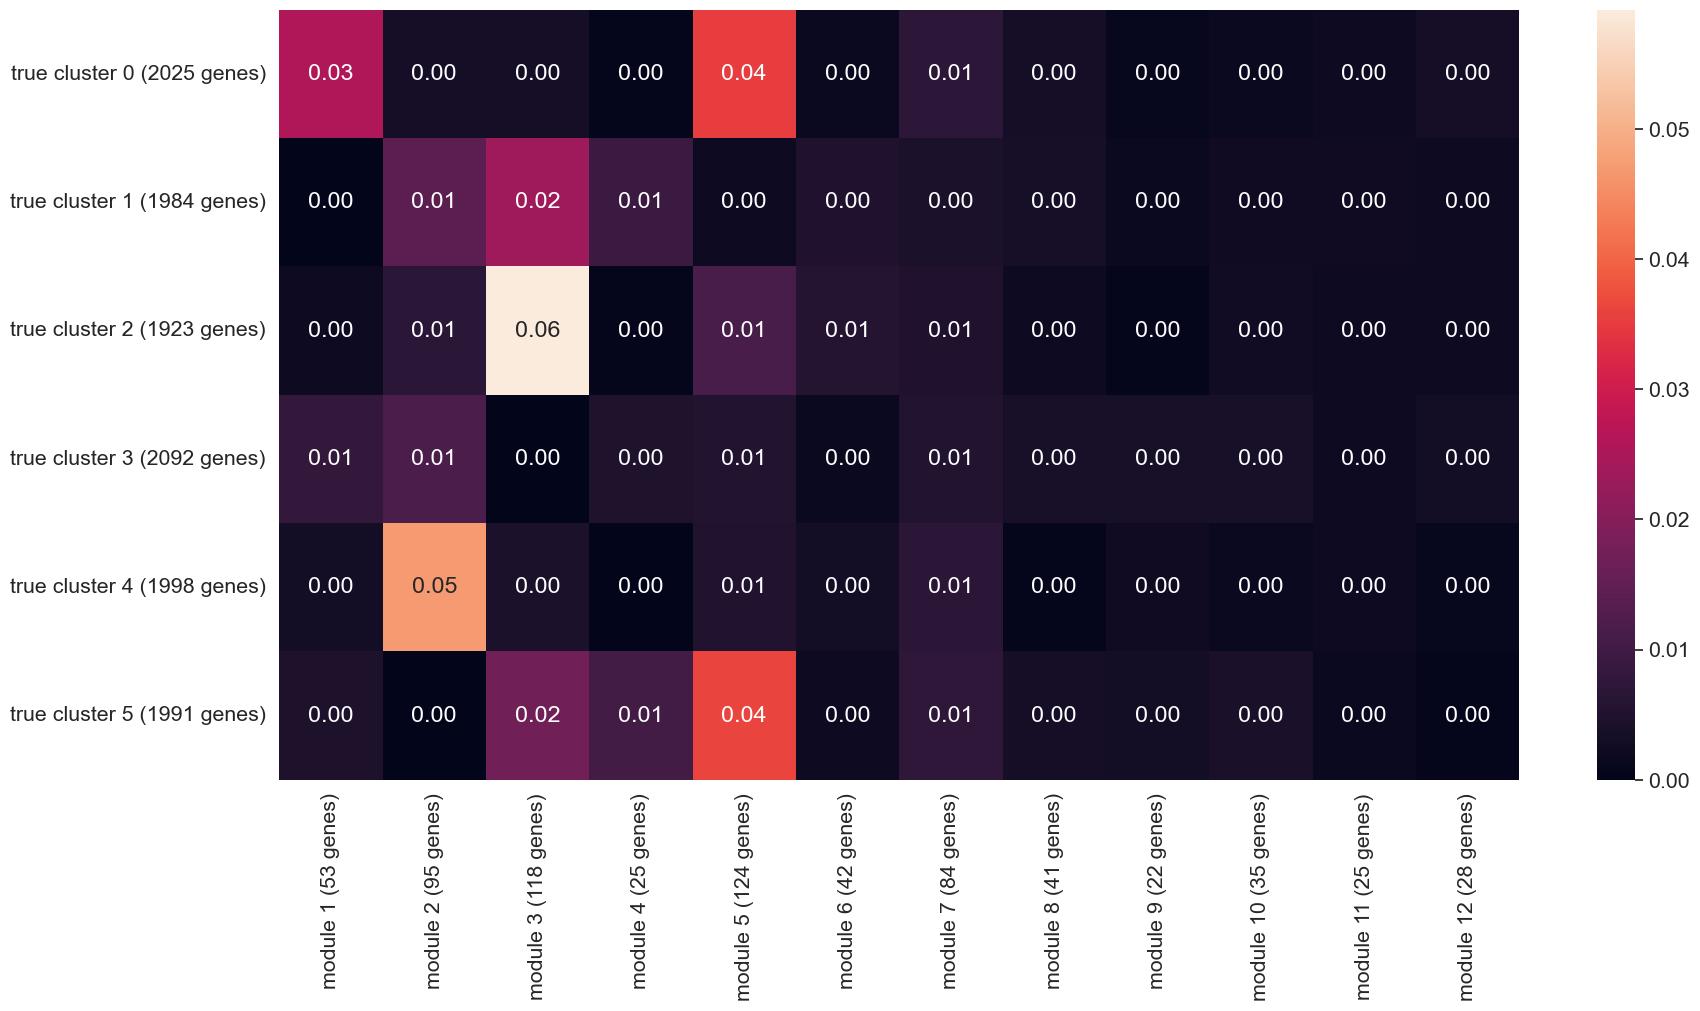 true cluster 0 (2025 genes) 0.03 0.00 0.00 0.00 0.04 0.00 0.01 0.00 0.00 0.00 0.00 0.00
true cluster 1 (1984 genes) 0.00 0.01 0.02 0.01 0.00 0.00 0.00 0.00 0.00 0.00 0.00 0.00
true cluster 2 (1923 genes) 0.00 0.01 0.06 0.00 0.01 0.01 0.01 0.00 0.00 0.00 0.00 0.00
true cluster 3 (2092 genes) 0.01 0.01 0.00 0.00 0.01 0.00 0.01 0.00 0.00 0.00 0.00 0.00
true cluster 4 (1998 genes) 0.00 0.05 0.00 0.00 0.01 0.00 0.01 0.00 0.00 0.00 0.00 0.00
true cluster 5 (1991 genes) 0.00 0.00 0.02 0.01 0.04 0.00 0.01 0.00 0.00 0.00 0.00 0.00
module 1 (53 genes)
module 2 (95 genes)
module 3 (118 genes)
module 4 (25 genes)
module 5 (124 genes)
module 6 (42 genes)
module 7 (84 genes)
module 8 (41 genes)
module 9 (22 genes)
module 10 (35 genes)
module 11 (25 genes)
module 12 (28 genes)
0.05
0.04
0.03
0.02
0.01
0.00